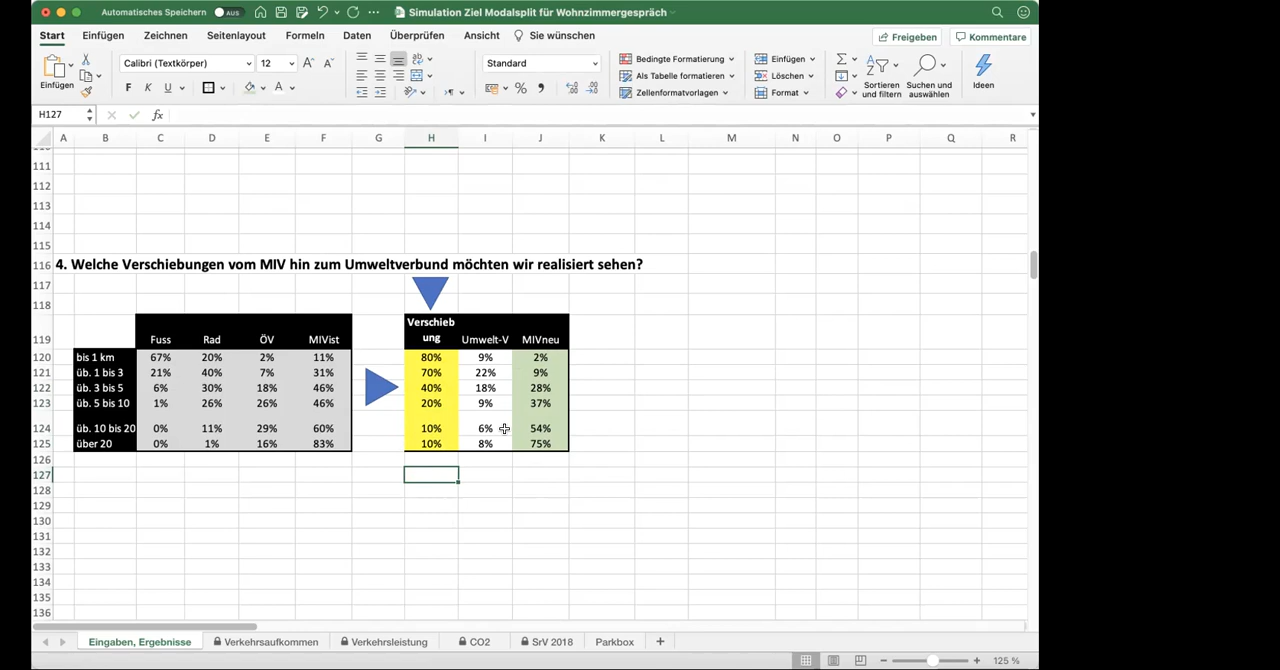 Automatisches Speichern AUS Simulation Ziel Modalsplit für Wohnzimmergespräch
Start Einfügen Zeichnen Seitenlayout Formeln Daten Überprüfen Ansicht Sie wünschen Freigeben Kommentare
Einfügen Calibri (Textkörper) 12 A A Standard Bedingte Formatierung Einfügen
F K U A % Als Tabelle formatieren Löschen Sortieren und filtern Suchen und auswählen Ideen
Zellenformatvorlagen Format
H127 fx
A B C D E F G H I J K L M N O P Q R
111
112
113
114
115
116 4. Welche Verschiebungen vom MIV hin zum Umweltverbund möchten wir realisiert sehen?
117
118
119 Fuss Rad ÖV MIVist Verschiebung Umwelt-V MIVneu
120 bis 1 km 67% 20% 2% 11% 80% 9% 2%
121 üb. 1 bis 3 21% 40% 7% 31% 70% 22% 9%
122 üb. 3 bis 5 6% 30% 18% 46% 40% 18% 28%
123 üb. 5 bis 10 1% 26% 26% 46% 20% 9% 37%
124 üb. 10 bis 20 0% 11% 29% 60% 10% 6% 54%
125 über 20 0% 1% 16% 83% 10% 8% 75%
126
127
128
129
130
131
132
133
134
135
136
Eingaben, Ergebnisse Verkehrsaufkommen Verkehrsleistung CO2 SrV 2018 Parkbox +
125 %